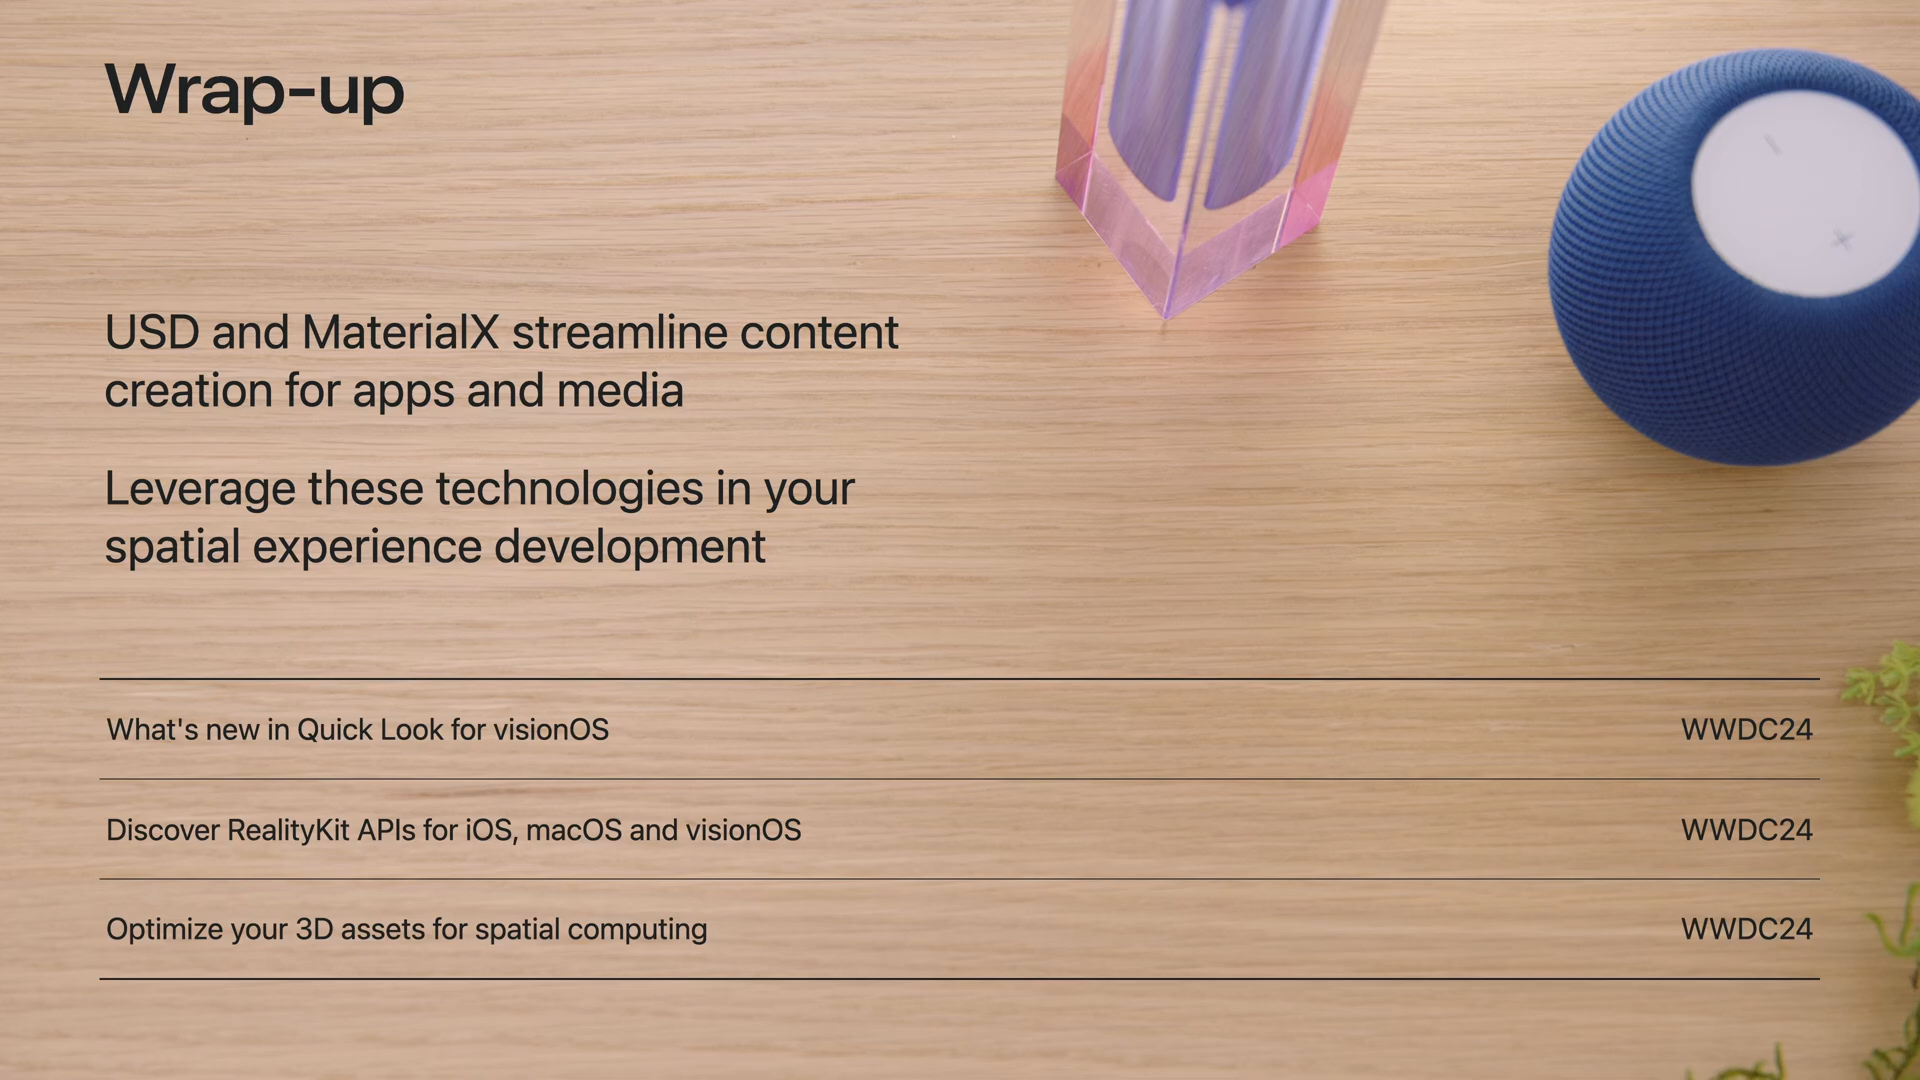 Wrap-up
USD and MaterialX streamline content
creation for apps and media
Leverage these technologies in your
spatial experience development
What's new in Quick Look for visionOS WWDC24
Discover RealityKit APIs for iOS, macOS and visionOS WWDC24
Optimize your 3D assets for spatial computing WWDC24